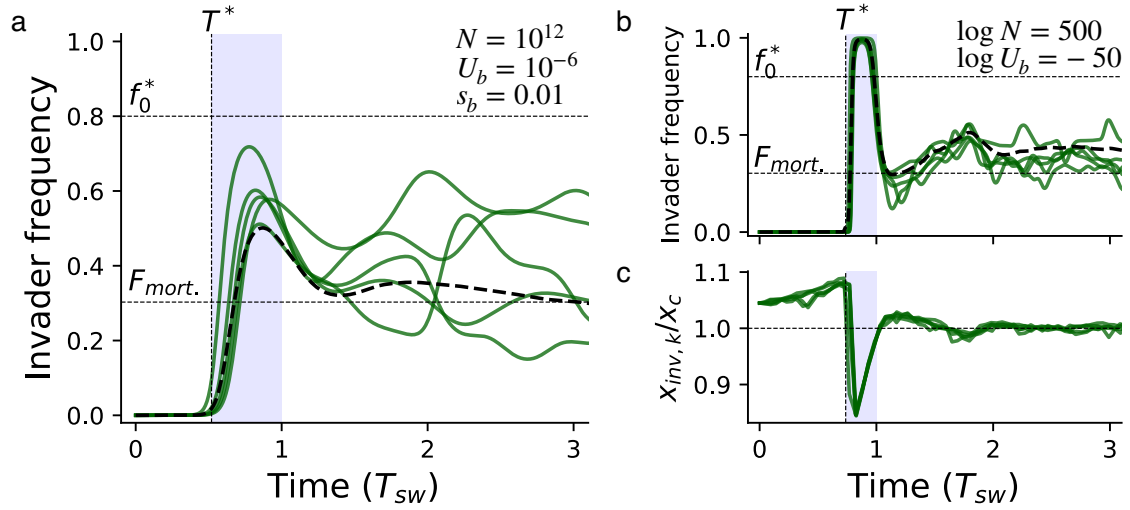 a
T*
N = 10^12
U_b = 10^-6
s_b = 0.01
f_0^*
F_mort.
Invader frequency
1.0
0.8
0.6
0.4
0.2
0.0
0
1
2
3
Time (T_sw)
b
T*
log N = 500
log U_b = − 50
f_0^*
F_mort.
Invader frequency
1.0
0.5
0.0
c
x_inv,k/x_c
1.1
1.0
0.9
T*
0
1
2
3
Time (T_sw)